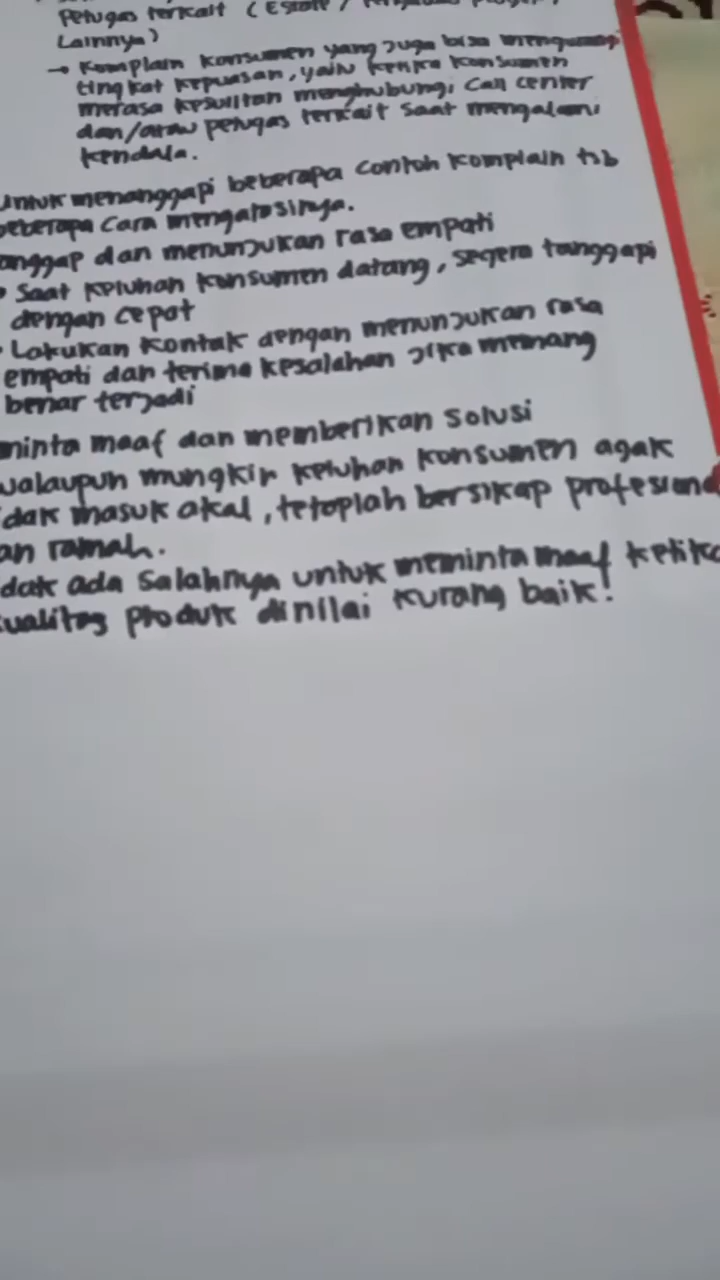 Petugas terkait (
Lainnya)
→ Komplain konsumen yang juga bisa mengurangi
tingkat kepuasan, yaitu ketika konsumen
merasa kesulitan menghubungi Call center
dan/atau petugas terkait saat mengalami
kendala.
untuk menanggapi beberapa contoh komplain tsb
beberapa cara mengatasinya.
anggap dan menunjukan rasa empati
• Saat keluhan konsumen datang, segera tanggapi
dengan cepat
• Lakukan kontak dengan menunjukan rasa
empati dan terima kesalahan jika memang
benar terjadi
minta maaf dan memberikan solusi
walaupun mungkin keluhan konsumen agak
dak masuk akal, tetaplah bersikap profesiona
an ramah.
dak ada salahnya untuk meminta maaf ketika
kualitas produk dinilai kurang baik!